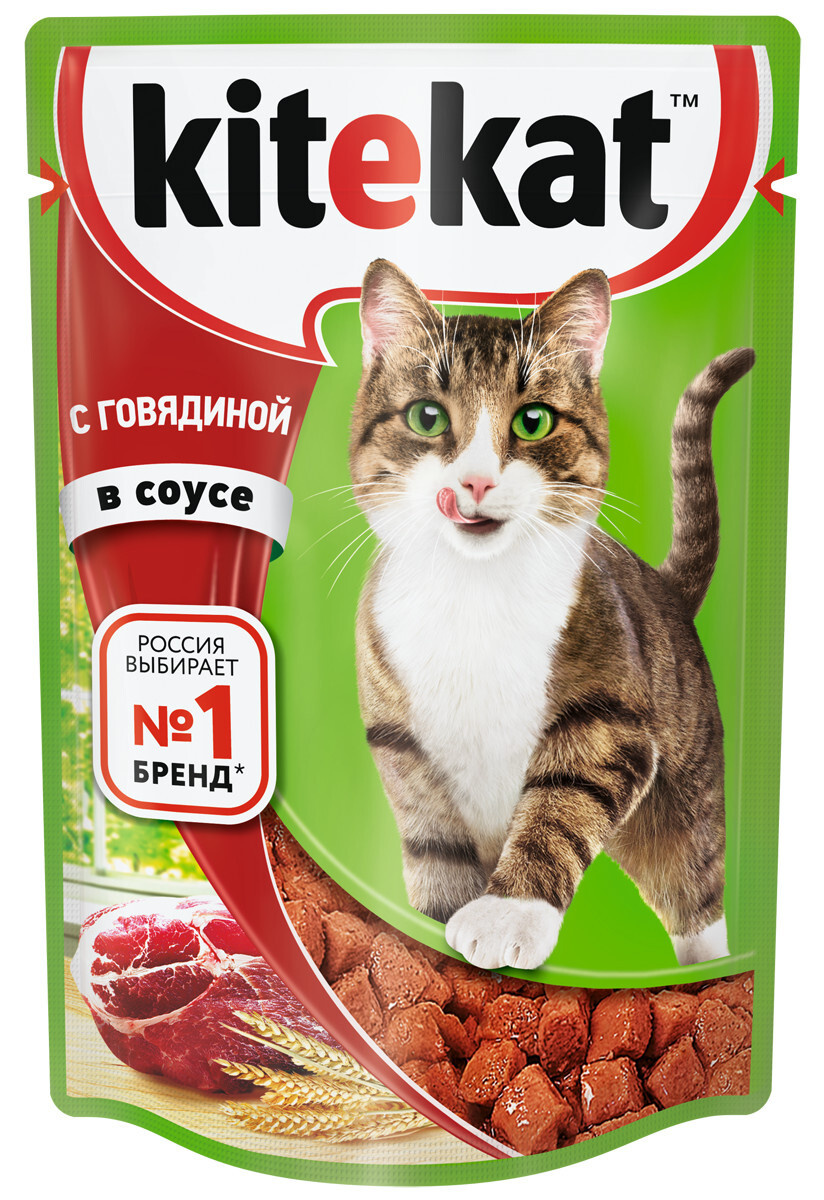 kitekat™
С ГОВЯДИНОЙ
в соусе
РОССИЯ
ВЫБИРАЕТ
№1
БРЕНД*